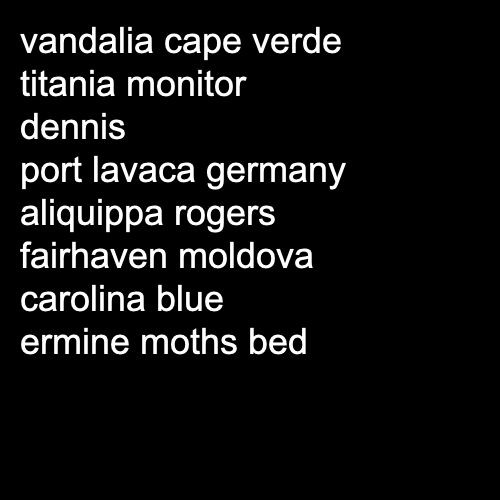 vandalia cape verde
titania monitor
dennis
port lavaca germany
aliquippa rogers
fairhaven moldova
carolina blue
ermine moths bed